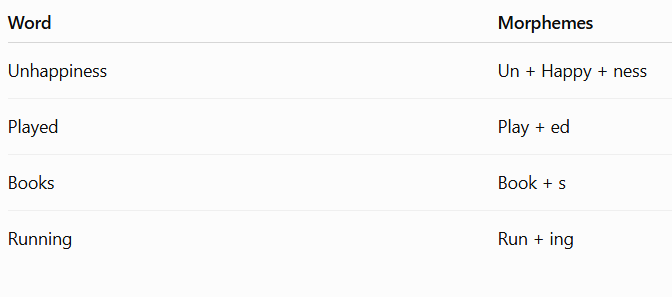 Word Morphemes
Unhappiness Un + Happy + ness
Played Play + ed
Books Book + s
Running Run + ing